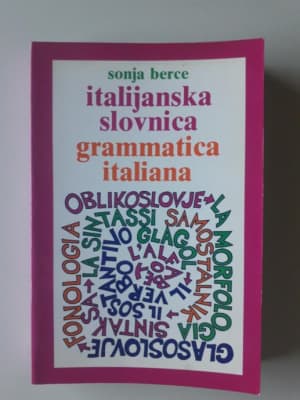 sonja berce
italijanska
slovnica
grammatica
italiana
OBLIKOSLOVJE→
LA MORFOLOGIA
GLASOSLOVJE
SINTAKSA→
FONOLOGIA
LA SINTASSI
SAMOSTALNIK
IL VERBO
IL SOSTANTIVO
GLAGOL